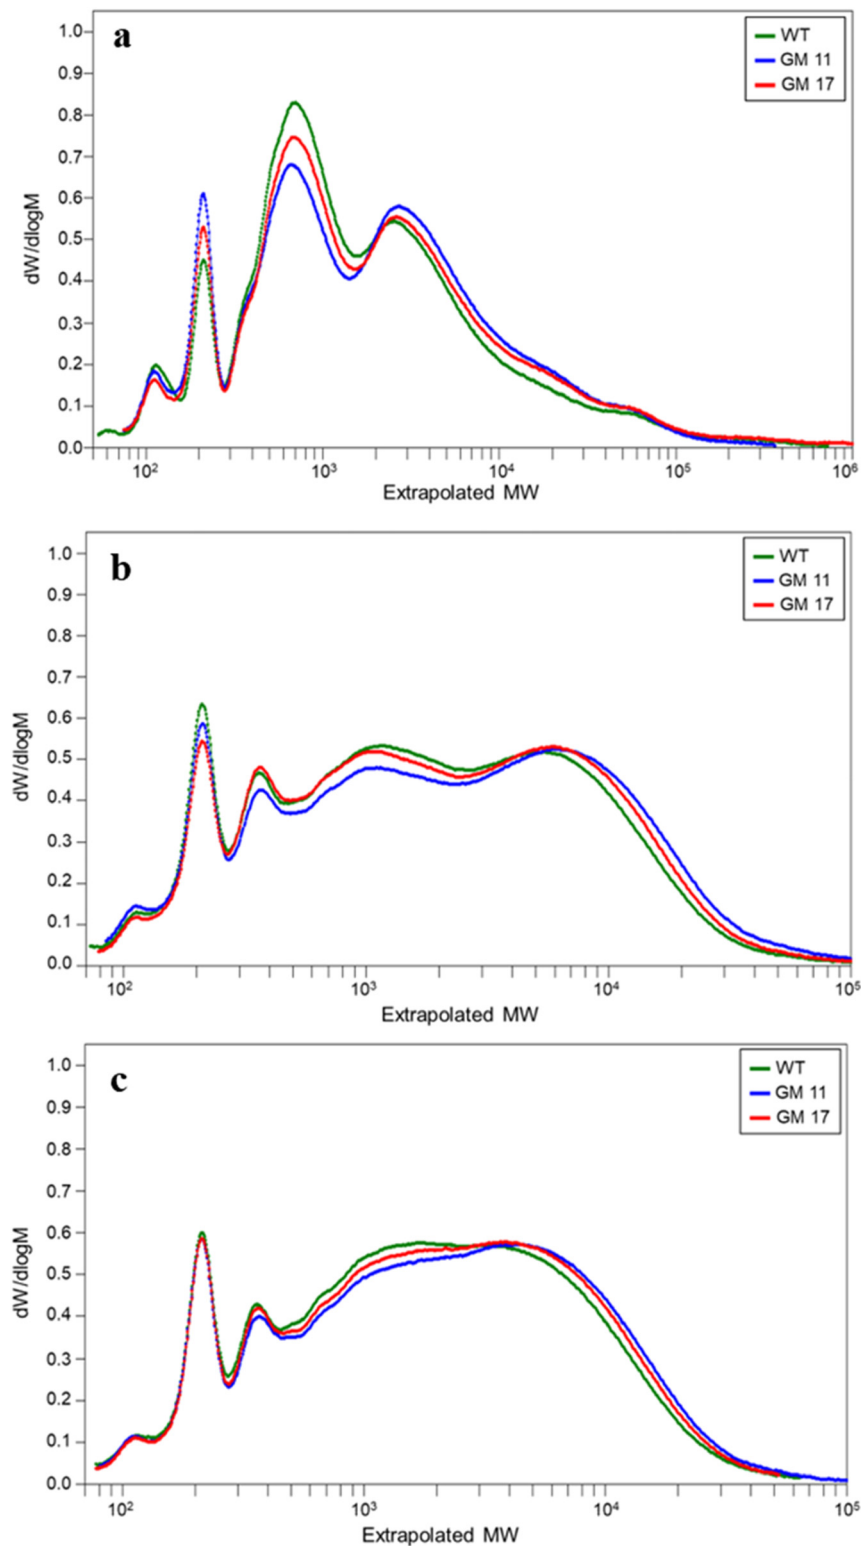 a
WT
GM 11
GM 17
1.0
0.9
0.8
0.7
0.6
0.5
0.4
0.3
0.2
0.1
0.0
dW/dlogM
10² 10³ 10⁴ 10⁵ 10⁶
Extrapolated MW
b
WT
GM 11
GM 17
1.0
0.9
0.8
0.7
0.6
0.5
0.4
0.3
0.2
0.1
0.0
dW/dlogM
10² 10³ 10⁴ 10⁵
Extrapolated MW
c
WT
GM 11
GM 17
1.0
0.9
0.8
0.7
0.6
0.5
0.4
0.3
0.2
0.1
0.0
dW/dlogM
10² 10³ 10⁴ 10⁵
Extrapolated MW